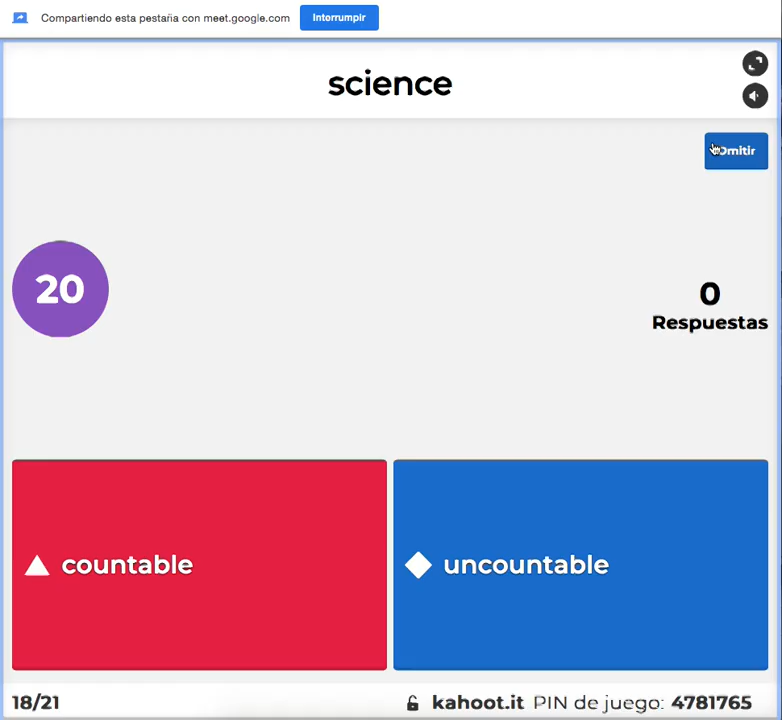 Compartiendo esta pestaña con meet.google.com Interrumpir
science
Omitir
20
0
Respuestas
countable
uncountable
18/21
kahoot.it PIN de juego: 4781765